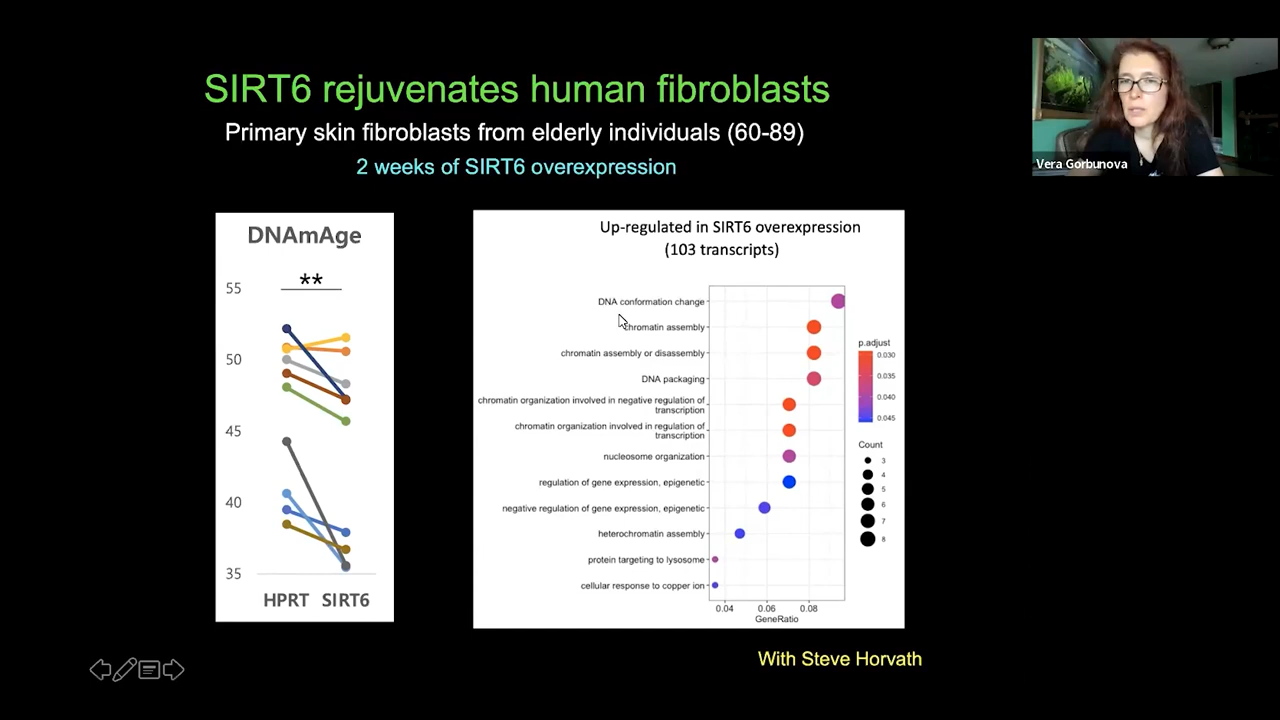 SIRT6 rejuvenates human fibroblasts
Primary skin fibroblasts from elderly individuals (60-89)
2 weeks of SIRT6 overexpression
Vera Gorbunova
DNAmAge
**
55
50
45
40
35
HPRT SIRT6
Up-regulated in SIRT6 overexpression
(103 transcripts)
DNA conformation change
chromatin assembly
chromatin assembly or disassembly
DNA packaging
chromatin organization involved in negative regulation of
transcription
chromatin organization involved in regulation of
transcription
nucleosome organization
regulation of gene expression, epigenetic
negative regulation of gene expression, epigenetic
heterochromatin assembly
protein targeting to lysosome
cellular response to copper ion
0.04 0.06 0.08
GeneRatio
p.adjust
0.030
0.035
0.040
0.045
Count
3
4
5
6
7
8
With Steve Horvath